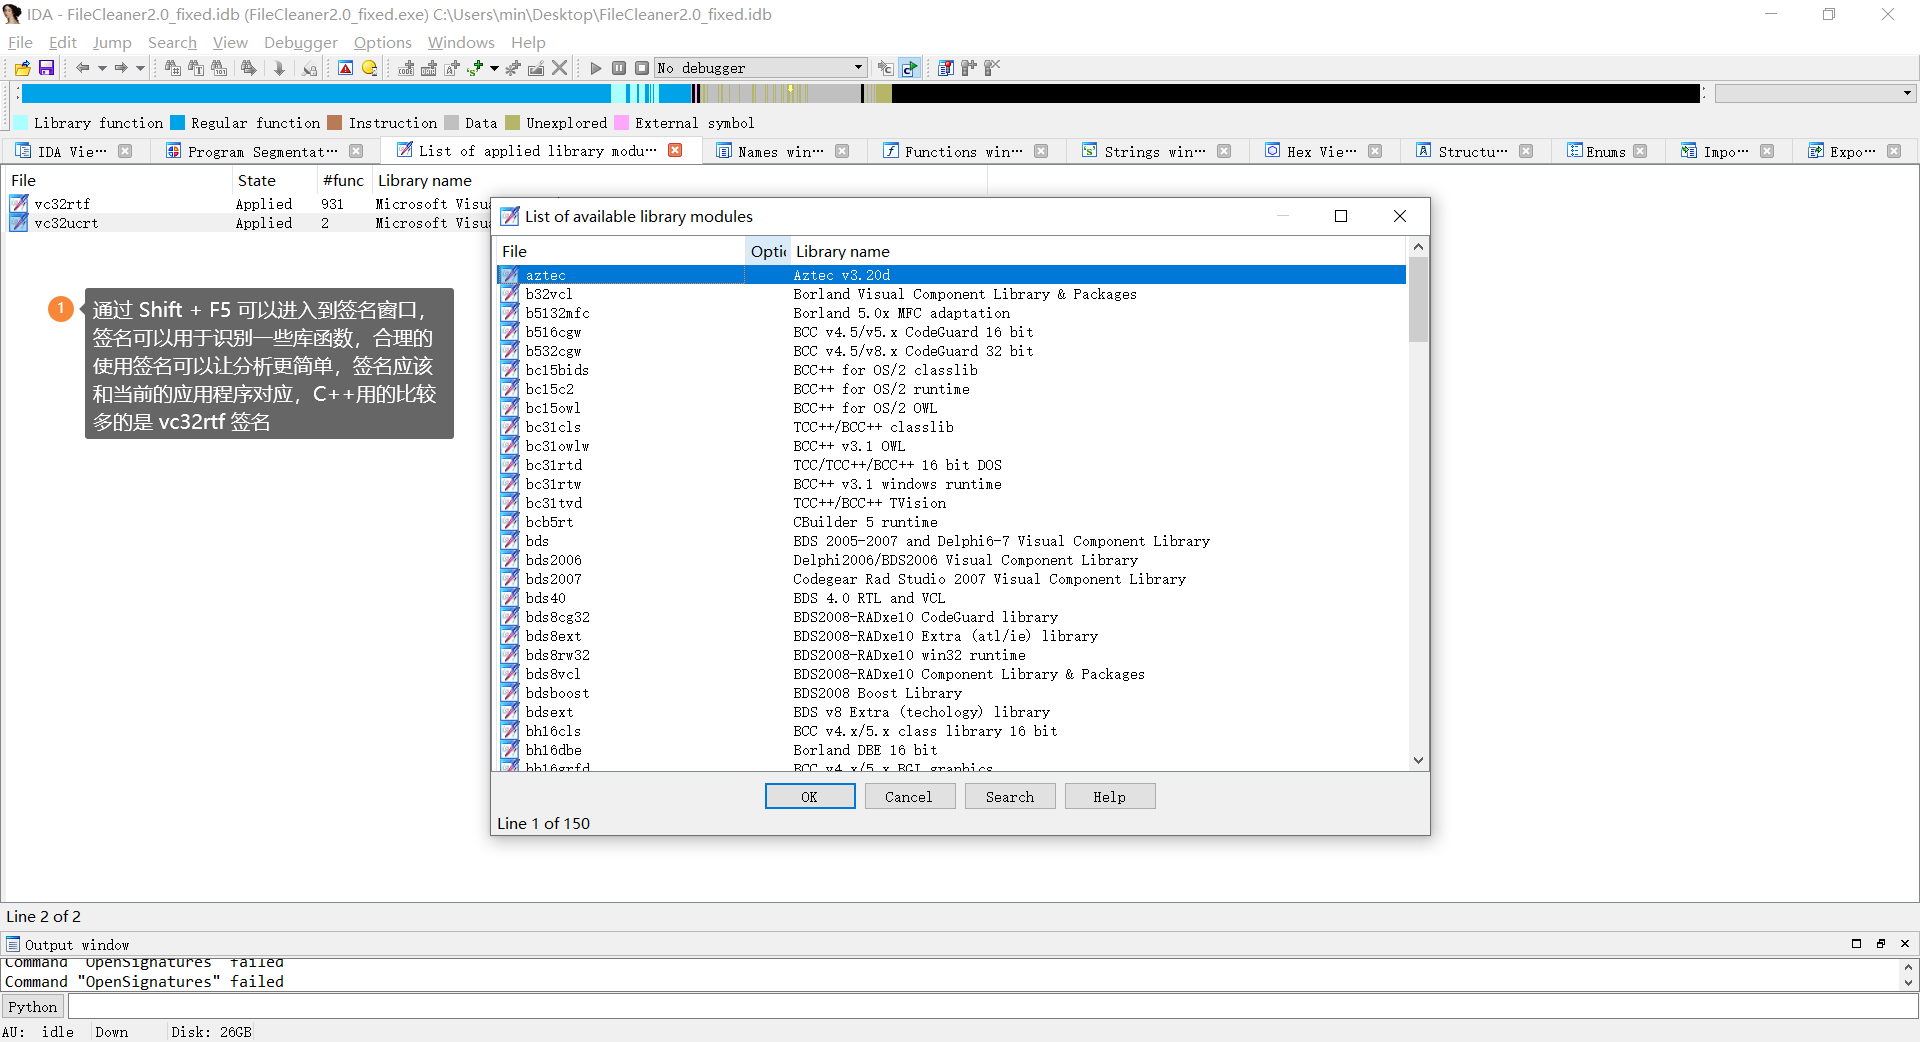 IDA - FileCleaner2.0_fixed.idb (FileCleaner2.0_fixed.exe) C:\Users\min\Desktop\FileCleaner2.0_fixed.idb
File Edit Jump Search View Debugger Options Windows Help
No debugger
Library function Regular function Instruction Data Unexplored External symbol
IDA Vie··· Program Segmentat··· List of applied library modu··· Names win··· Functions win··· Strings win··· Hex Vie··· Structu··· Enums Impo··· Expo···
File State #func Library name
vc32rtf Applied 931 Microsoft Visu
vc32ucrt Applied 2 Microsoft Visu
1
通过 Shift + F5 可以进入到签名窗口，
签名可以用于识别一些库函数，合理的
使用签名可以让分析更简单，签名应该
和当前的应用程序对应，C++用的比较
多的是 vc32rtf 签名
List of available library modules
File Optic Library name
aztec Aztec v3.20d
b32vcl Borland Visual Component Library & Packages
b5132mfc Borland 5.0x MFC adaptation
b516cgw BCC v4.5/v5.x CodeGuard 16 bit
b532cgw BCC v4.5/v8.x CodeGuard 32 bit
bc15bids BCC++ for OS/2 classlib
bc15c2 BCC++ for OS/2 runtime
bc15owl BCC++ for OS/2 OWL
bc31cls TCC++/BCC++ classlib
bc31owlw BCC++ v3.1 OWL
bc31rtd TCC/TCC++/BCC++ 16 bit DOS
bc31rtw BCC++ v3.1 windows runtime
bc31tvd TCC++/BCC++ TVision
bcb5rt CBuilder 5 runtime
bds BDS 2005-2007 and Delphi6-7 Visual Component Library
bds2006 Delphi2006/BDS2006 Visual Component Library
bds2007 Codegear Rad Studio 2007 Visual Component Library
bds40 BDS 4.0 RTL and VCL
bds8cg32 BDS2008-RADxe10 CodeGuard library
bds8ext BDS2008-RADxe10 Extra (atl/ie) library
bds8rw32 BDS2008-RADxe10 win32 runtime
bds8vcl BDS2008-RADxe10 Component Library & Packages
bdsboost BDS2008 Boost Library
bdsext BDS v8 Extra (techology) library
bh16cls BCC v4.x/5.x class library 16 bit
bh16dbe Borland DBE 16 bit
bh16grfd BCC v4.x/5.x BGI graphics
OK Cancel Search Help
Line 1 of 150
Line 2 of 2
Output window
Command "OpenSignatures" failed
Command "OpenSignatures" failed
Python
AU: idle Down Disk: 26GB